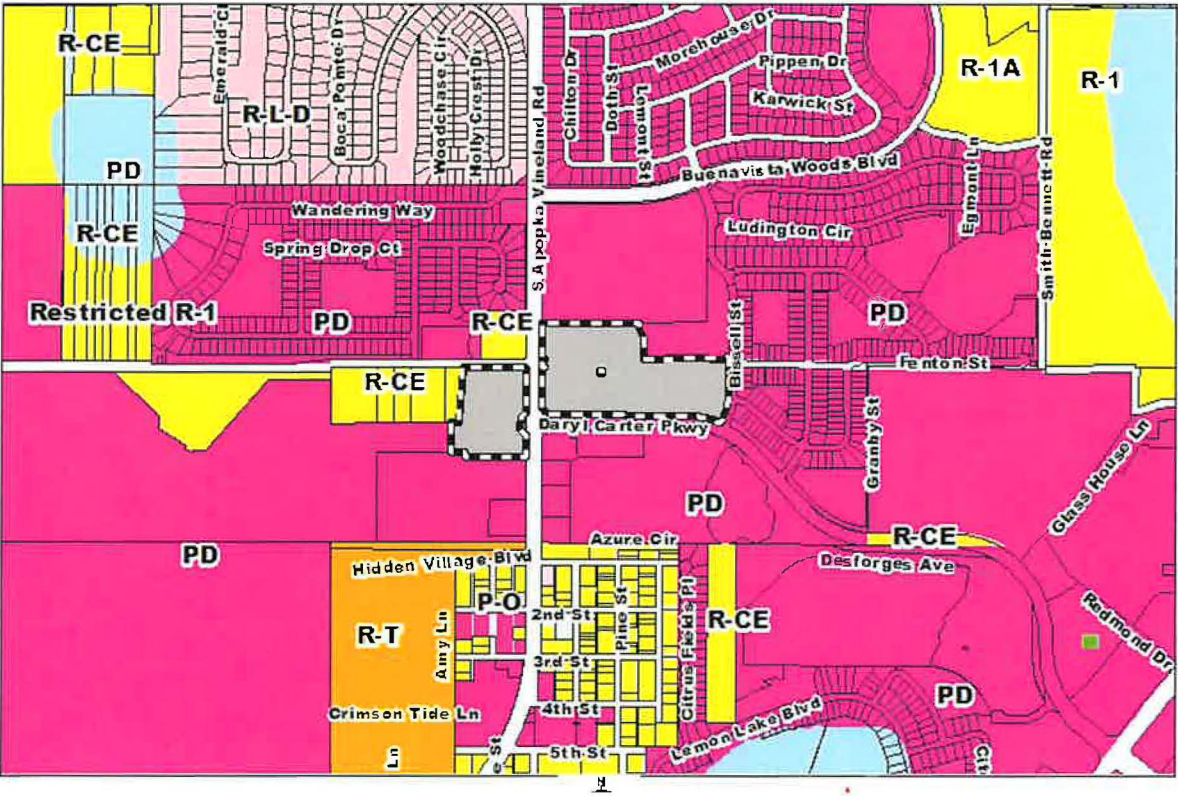 R-CE
Emerald Cl
R-L-D
Boca Pointe Dr
Woodchase Cir
Holly Crest Dr
S. Apopka Vineland Rd
Chilton Dr
Doth St
Lemont St
Morehouse Dr
Pippen Dr
Karwick St
R-1A
R-1
PD
Buenavista Woods Blvd
Egmont Ln
Smith-Bennett-Rd
Wandering Way
R-CE
Spring Drop Ct
Ludington Cir
Restricted R-1
PD
R-CE
Bissell St
PD
Fenton St
R-CE
Daryl Carter Pkwy
Granby St
Glass House Ln
PD
PD
Azure Cir
R-CE
Hidden Village Blvd
Desforges Ave
P-O
2nd St
Pine St
Citrus Fields Pl
R-CE
R-T
Amy Ln
3rd St
Redmond Dr
PD
Crimson Tide Ln
4th St
Lemon Lake Blvd
Ln
e St
5th St
Cit
N